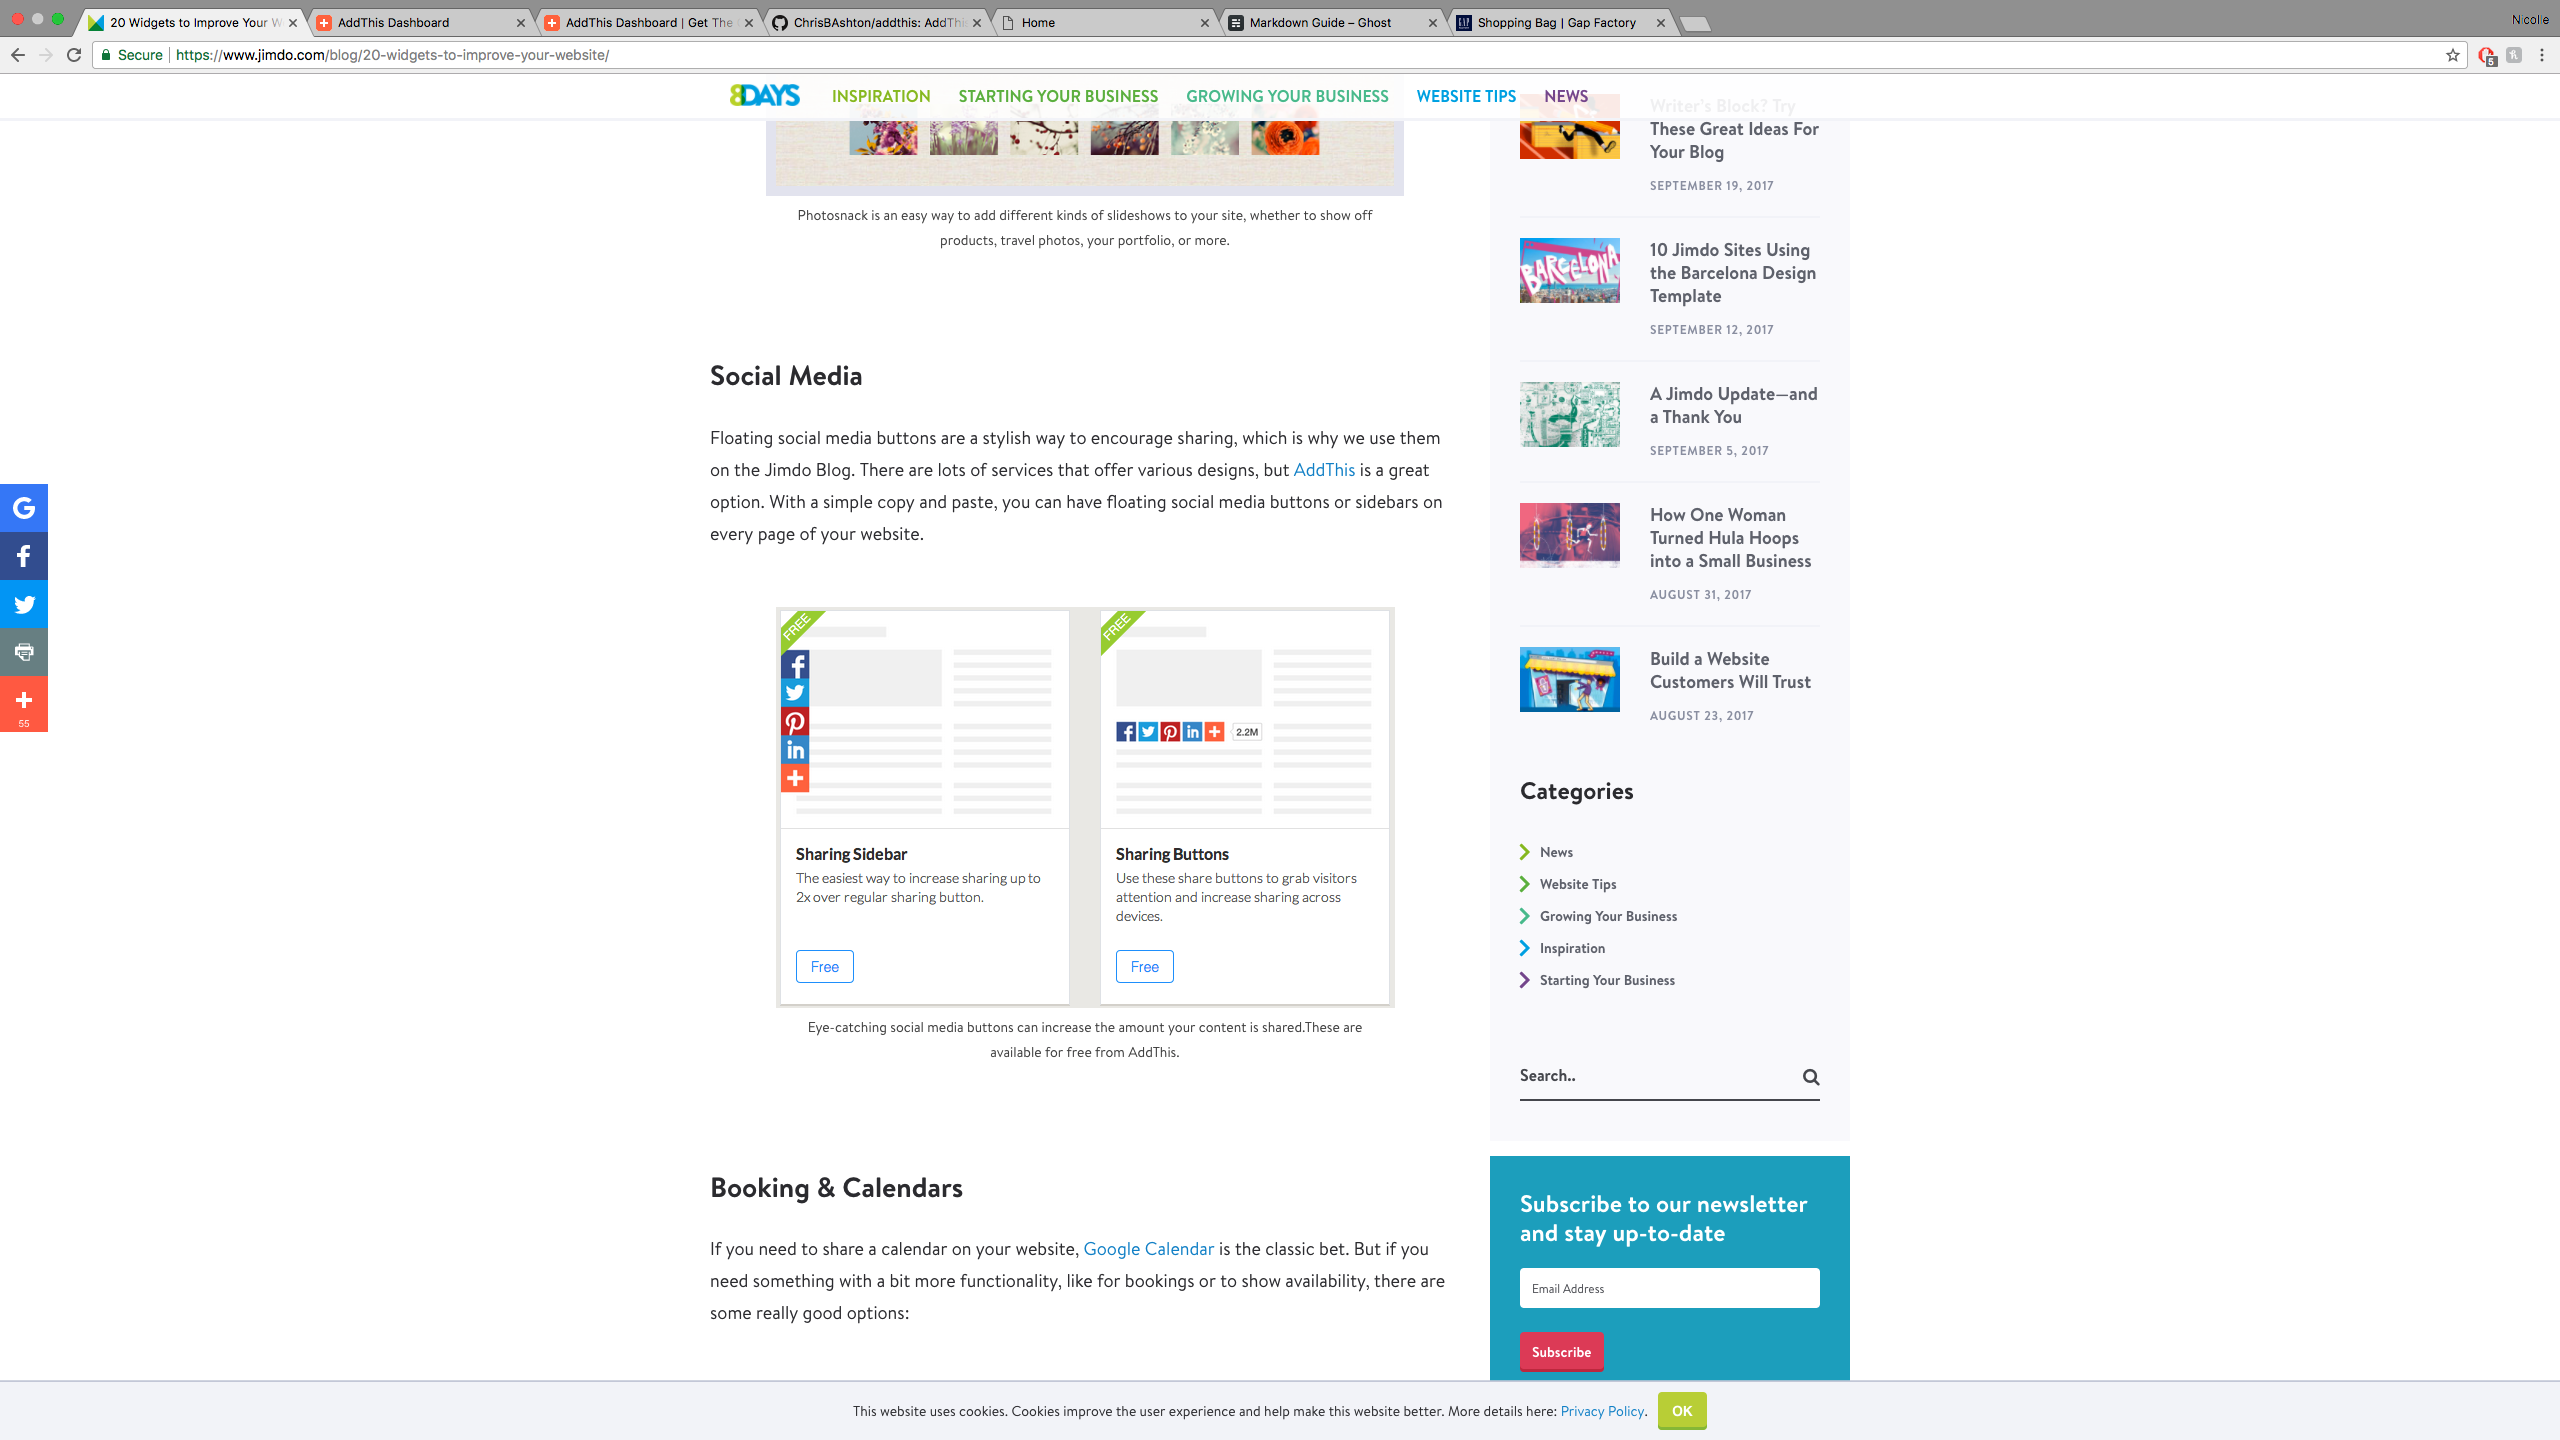 20 Widgets to Improve Your W
AddThis Dashboard
AddThis Dashboard | Get The
ChrisBAshton/addthis: AddThi
Home
Markdown Guide – Ghost
Shopping Bag | Gap Factory
Nicolle
Secure
https://www.jimdo.com/blog/20-widgets-to-improve-your-website/
5
8DAYS
INSPIRATION
STARTING YOUR BUSINESS
GROWING YOUR BUSINESS
WEBSITE TIPS
NEWS
Photosnack is an easy way to add different kinds of slideshows to your site, whether to show off
products, travel photos, your portfolio, or more.
Social Media
Floating social media buttons are a stylish way to encourage sharing, which is why we use them
on the Jimdo Blog. There are lots of services that offer various designs, but AddThis is a great
option. With a simple copy and paste, you can have floating social media buttons or sidebars on
every page of your website.
55
FREE
Sharing Sidebar
The easiest way to increase sharing up to
2x over regular sharing button.
Free
FREE
2.2M
Sharing Buttons
Use these share buttons to grab visitors
attention and increase sharing across
devices.
Free
Eye-catching social media buttons can increase the amount your content is shared.These are
available for free from AddThis.
Booking & Calendars
If you need to share a calendar on your website, Google Calendar is the classic bet. But if you
need something with a bit more functionality, like for bookings or to show availability, there are
some really good options:
Writer's Block? Try
These Great Ideas For
Your Blog
SEPTEMBER 19, 2017
BARCELONA
10 Jimdo Sites Using
the Barcelona Design
Template
SEPTEMBER 12, 2017
A Jimdo Update—and
a Thank You
SEPTEMBER 5, 2017
How One Woman
Turned Hula Hoops
into a Small Business
AUGUST 31, 2017
Build a Website
Customers Will Trust
AUGUST 23, 2017
Categories
News
Website Tips
Growing Your Business
Inspiration
Starting Your Business
Search..
Subscribe to our newsletter
and stay up-to-date
Email Address
Subscribe
This website uses cookies. Cookies improve the user experience and help make this website better. More details here: Privacy Policy.
OK